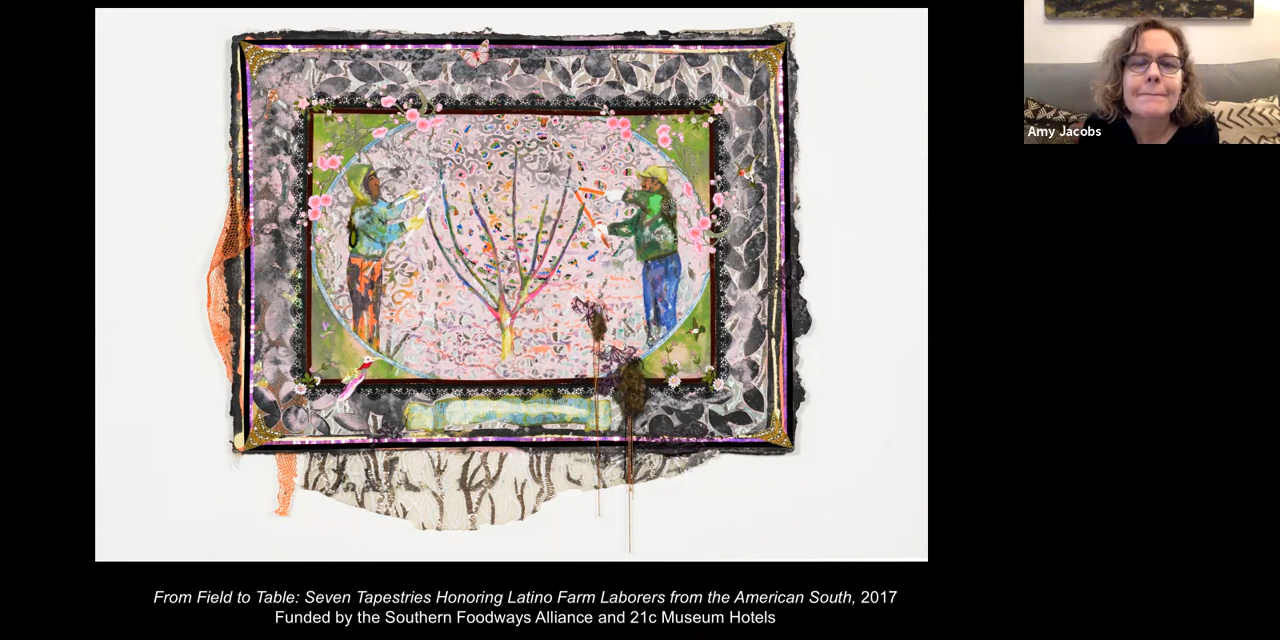 Amy Jacobs
From Field to Table: Seven Tapestries Honoring Latino Farm Laborers from the American South, 2017
Funded by the Southern Foodways Alliance and 21c Museum Hotels